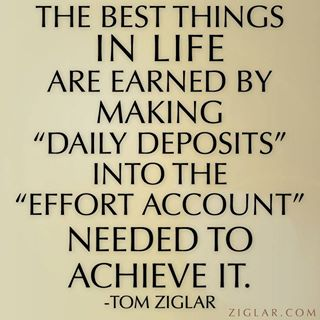 THE BEST THINGS
IN LIFE
ARE EARNED BY
MAKING
“DAILY DEPOSITS”
INTO THE
“EFFORT ACCOUNT”
NEEDED TO
ACHIEVE IT.
-TOM ZIGLAR
ZIGLAR.COM